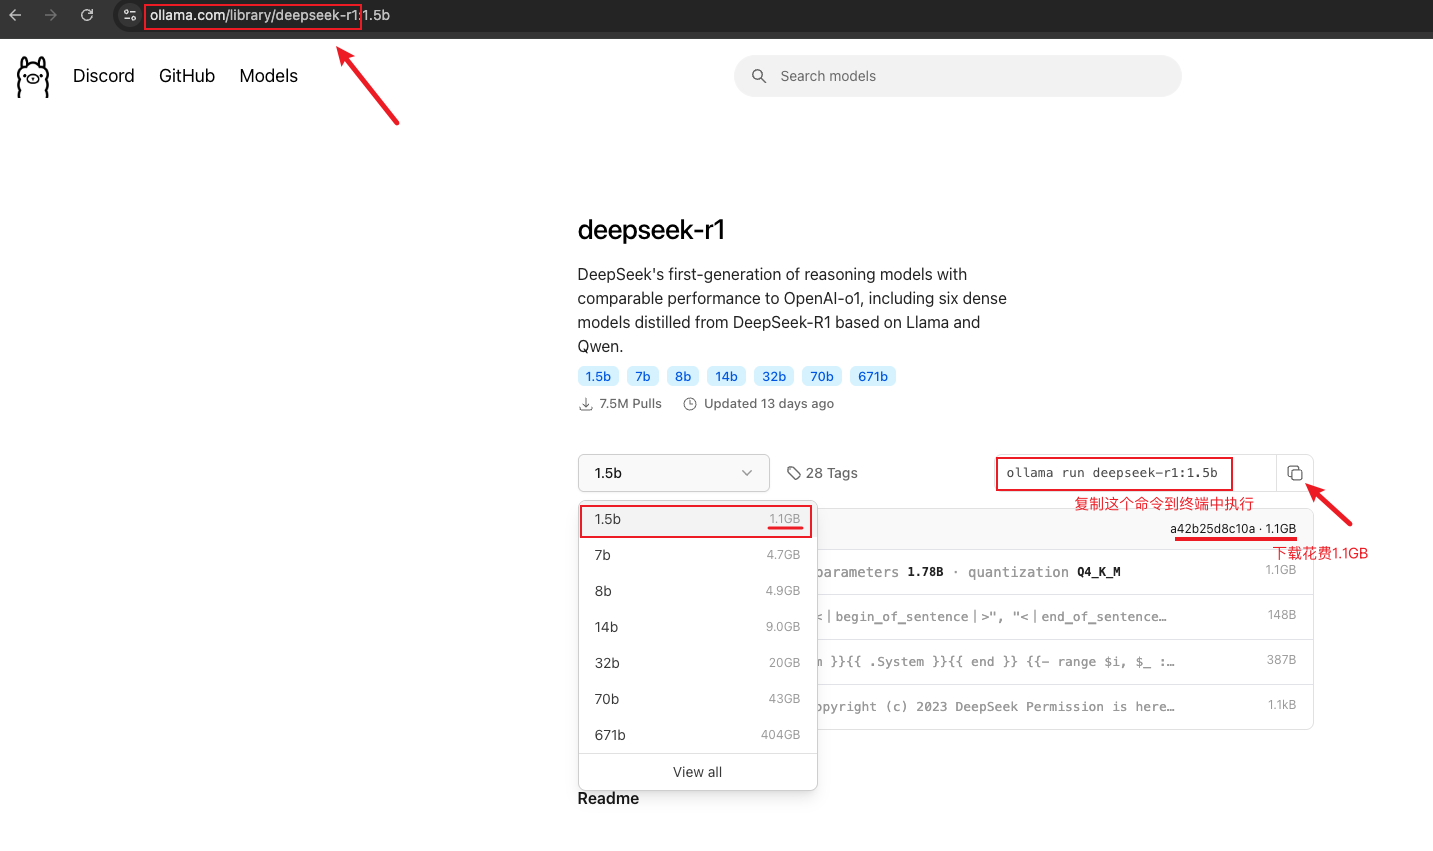 ollama.com/library/deepseek-r1:1.5b
Discord GitHub Models
Search models
deepseek-r1
DeepSeek's first-generation of reasoning models with
comparable performance to OpenAI-o1, including six dense
models distilled from DeepSeek-R1 based on Llama and
Qwen.
1.5b 7b 8b 14b 32b 70b 671b
7.5M Pulls Updated 13 days ago
1.5b 28 Tags ollama run deepseek-r1:1.5b
复制这个命令到终端中执行
1.5b 1.1GB
a42b25d8c10a · 1.1GB
下载花费1.1GB
7b 4.7GB
parameters 1.78B · quantization Q4_K_M 1.1GB
8b 4.9GB
<｜begin_of_sentence｜>", "<｜end_of_sentence… 148B
14b 9.0GB
32b 20GB
m }}{{ .System }}{{ end }} {{- range $i, $_ :… 387B
70b 43GB
opyright (c) 2023 DeepSeek Permission is here… 1.1kB
671b 404GB
View all
Readme